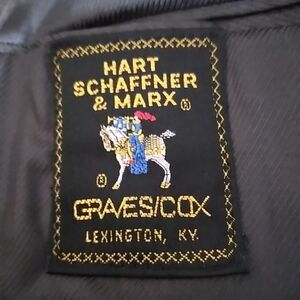 HART
SCHAFFNER
& MARX ®
®
GRAVES/COX
LEXINGTON, KY.